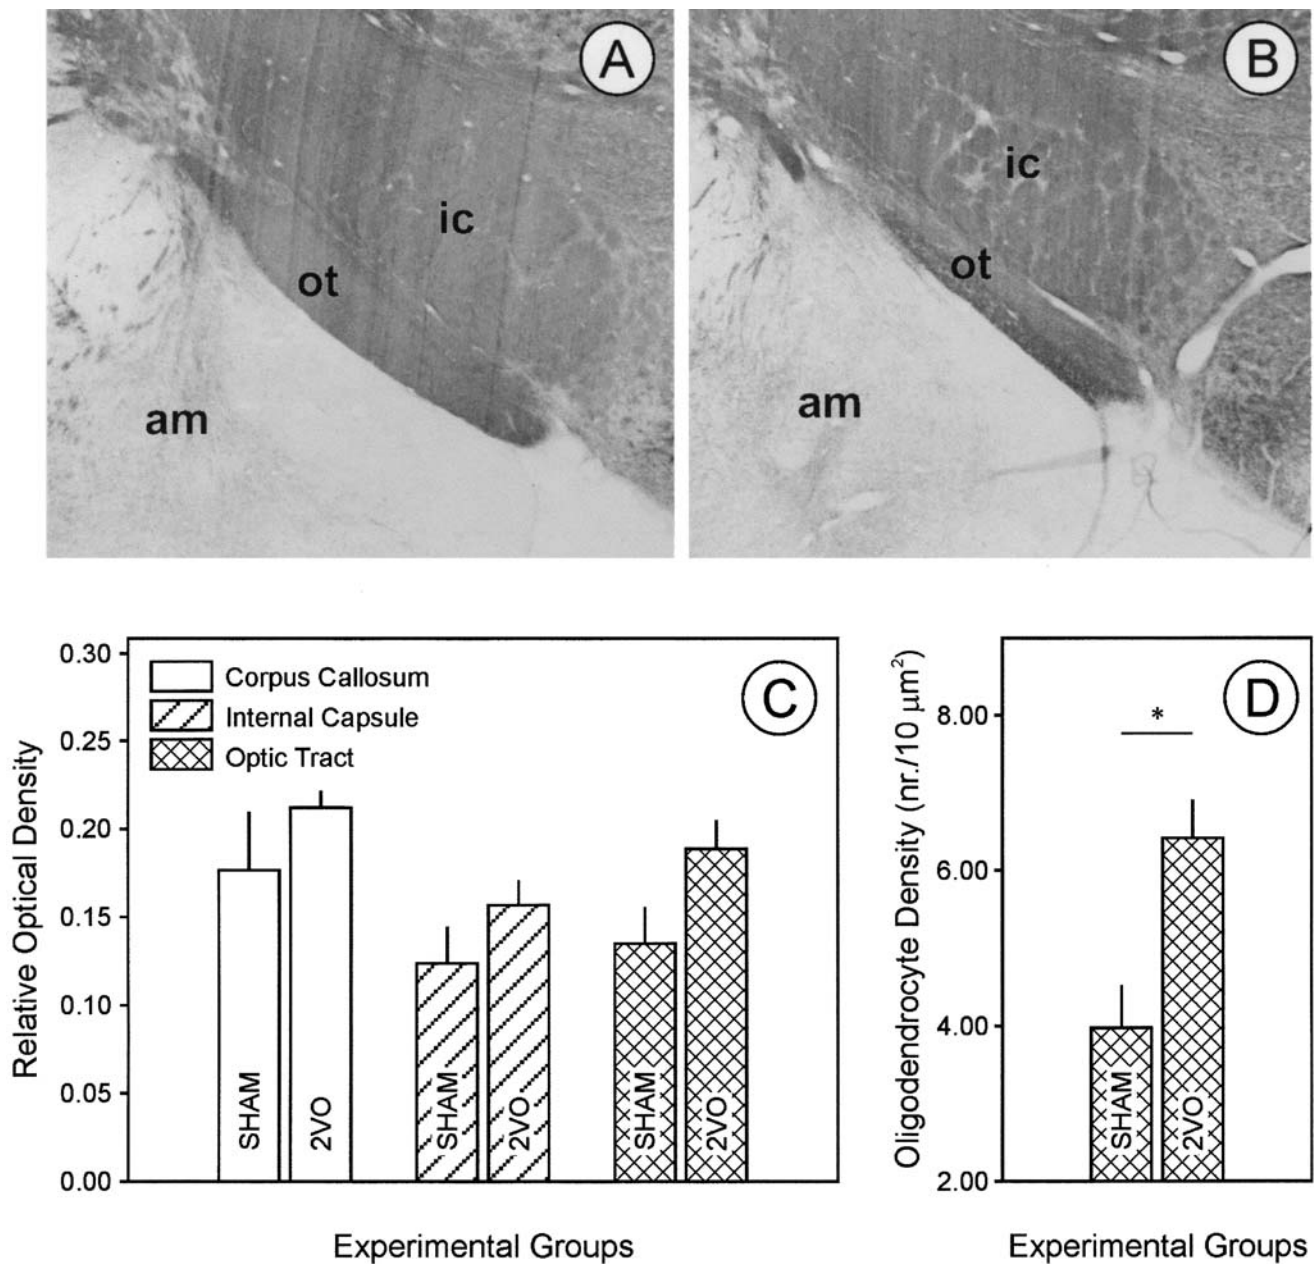 A
ic
ot
am
B
ic
ot
am
Relative Optical Density
0.30
0.25
0.20
0.15
0.10
0.05
0.00
Corpus Callosum
Internal Capsule
Optic Tract
C
SHAM
2VO
SHAM
2VO
SHAM
2VO
Experimental Groups
Oligodendrocyte Density (nr./10 µm²)
8.00
6.00
4.00
2.00
*
D
SHAM
2VO
Experimental Groups